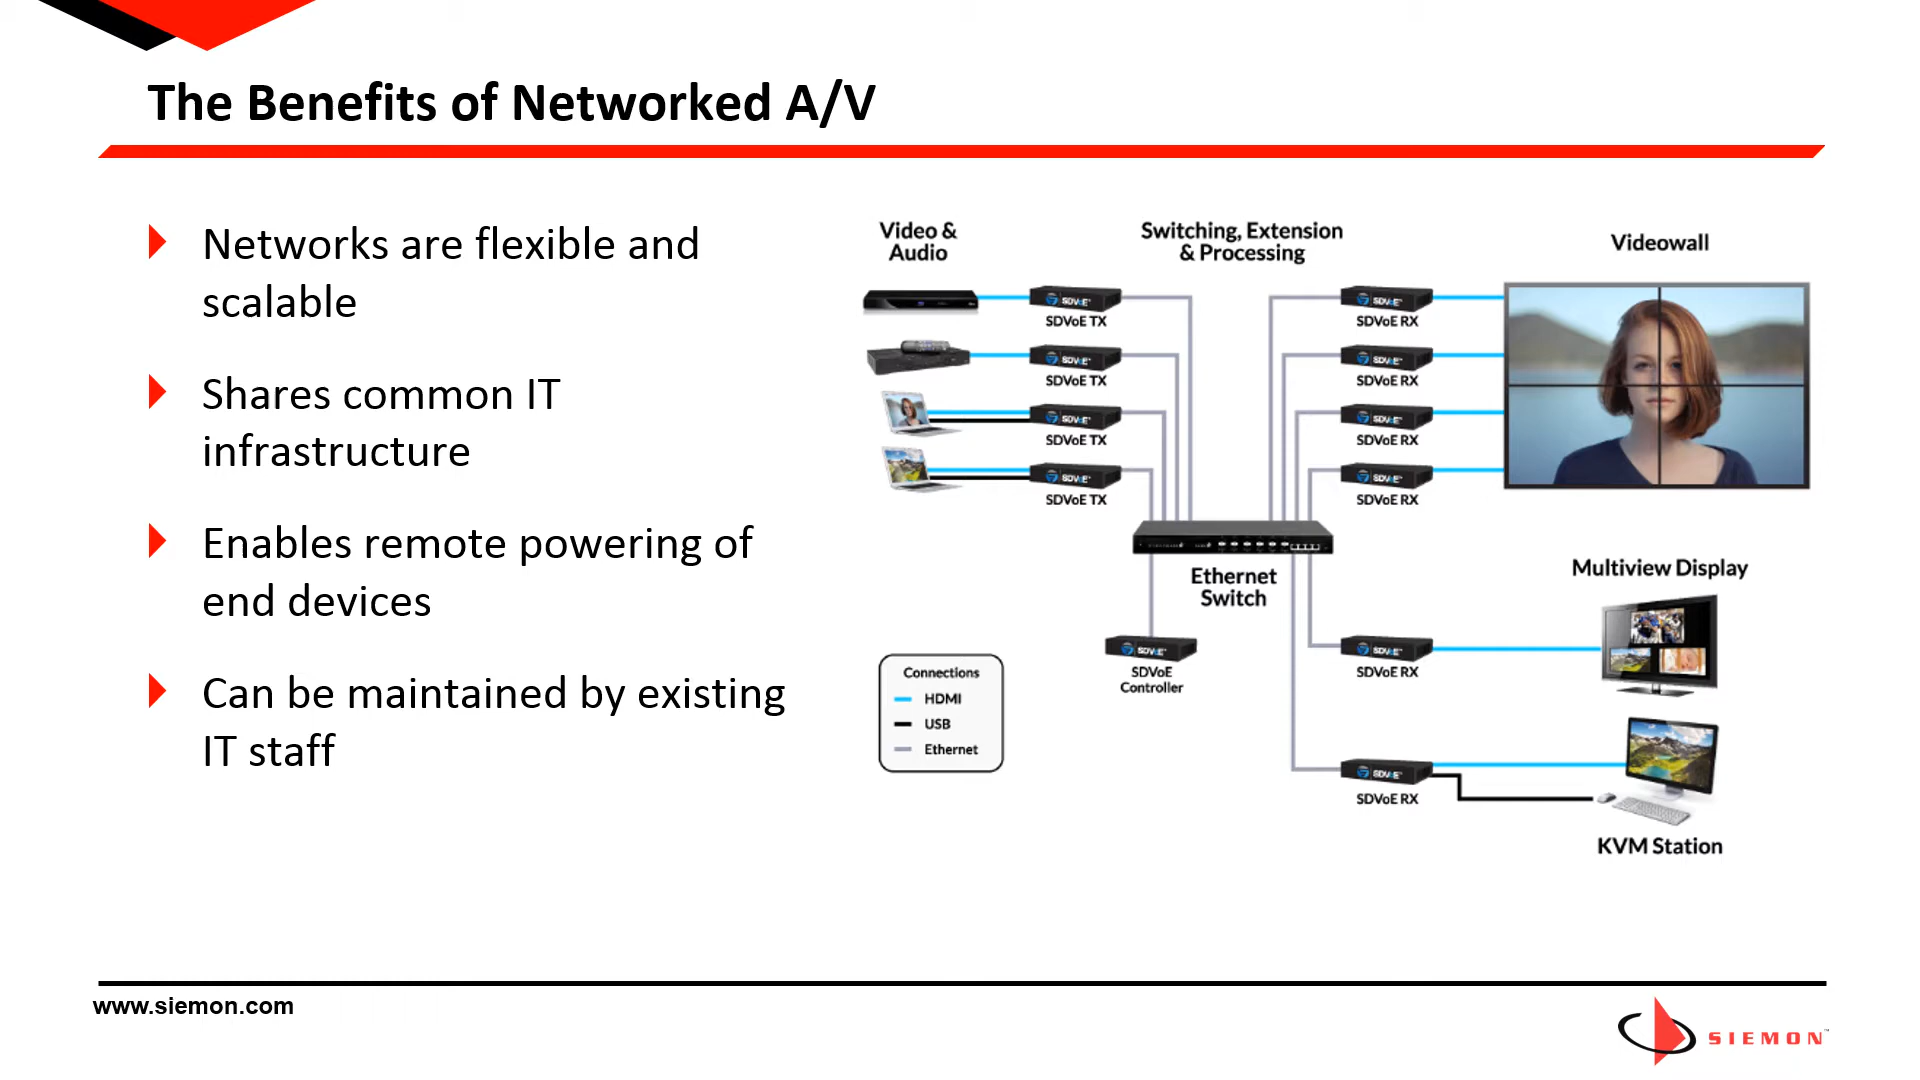 The Benefits of Networked A/V
Networks are flexible and
scalable
Shares common IT
infrastructure
Enables remote powering of
end devices
Can be maintained by existing
IT staff
Video &
Audio
Switching, Extension
& Processing
Videowall
SDVoE TX
SDVoE TX
SDVoE TX
SDVoE TX
SDVoE RX
SDVoE RX
SDVoE RX
SDVoE RX
Ethernet
Switch
SDVoE
Controller
Connections
HDMI
USB
Ethernet
Multiview Display
SDVoE RX
SDVoE RX
KVM Station
www.siemon.com
SIEMON™